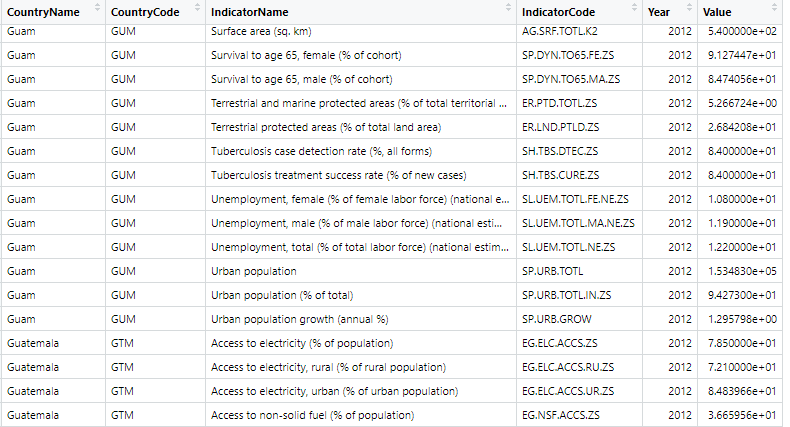 CountryName CountryCode IndicatorName IndicatorCode Year Value
Guam GUM Surface area (sq. km) AG.SRF.TOTL.K2 2012 5.400000e+02
Guam GUM Survival to age 65, female (% of cohort) SP.DYN.TO65.FE.ZS 2012 9.127447e+01
Guam GUM Survival to age 65, male (% of cohort) SP.DYN.TO65.MA.ZS 2012 8.474056e+01
Guam GUM Terrestrial and marine protected areas (% of total territorial ... ER.PTD.TOTL.ZS 2012 5.266724e+00
Guam GUM Terrestrial protected areas (% of total land area) ER.LND.PTLD.ZS 2012 2.684208e+01
Guam GUM Tuberculosis case detection rate (%, all forms) SH.TBS.DTEC.ZS 2012 8.400000e+01
Guam GUM Tuberculosis treatment success rate (% of new cases) SH.TBS.CURE.ZS 2012 8.400000e+01
Guam GUM Unemployment, female (% of female labor force) (national e... SL.UEM.TOTL.FE.NE.ZS 2012 1.080000e+01
Guam GUM Unemployment, male (% of male labor force) (national esti... SL.UEM.TOTL.MA.NE.ZS 2012 1.190000e+01
Guam GUM Unemployment, total (% of total labor force) (national estim... SL.UEM.TOTL.NE.ZS 2012 1.220000e+01
Guam GUM Urban population SP.URB.TOTL 2012 1.534830e+05
Guam GUM Urban population (% of total) SP.URB.TOTL.IN.ZS 2012 9.427300e+01
Guam GUM Urban population growth (annual %) SP.URB.GROW 2012 1.295798e+00
Guatemala GTM Access to electricity (% of population) EG.ELC.ACCS.ZS 2012 7.850000e+01
Guatemala GTM Access to electricity, rural (% of rural population) EG.ELC.ACCS.RU.ZS 2012 7.210000e+01
Guatemala GTM Access to electricity, urban (% of urban population) EG.ELC.ACCS.UR.ZS 2012 8.483966e+01
Guatemala GTM Access to non-solid fuel (% of population) EG.NSF.ACCS.ZS 2012 3.665956e+01